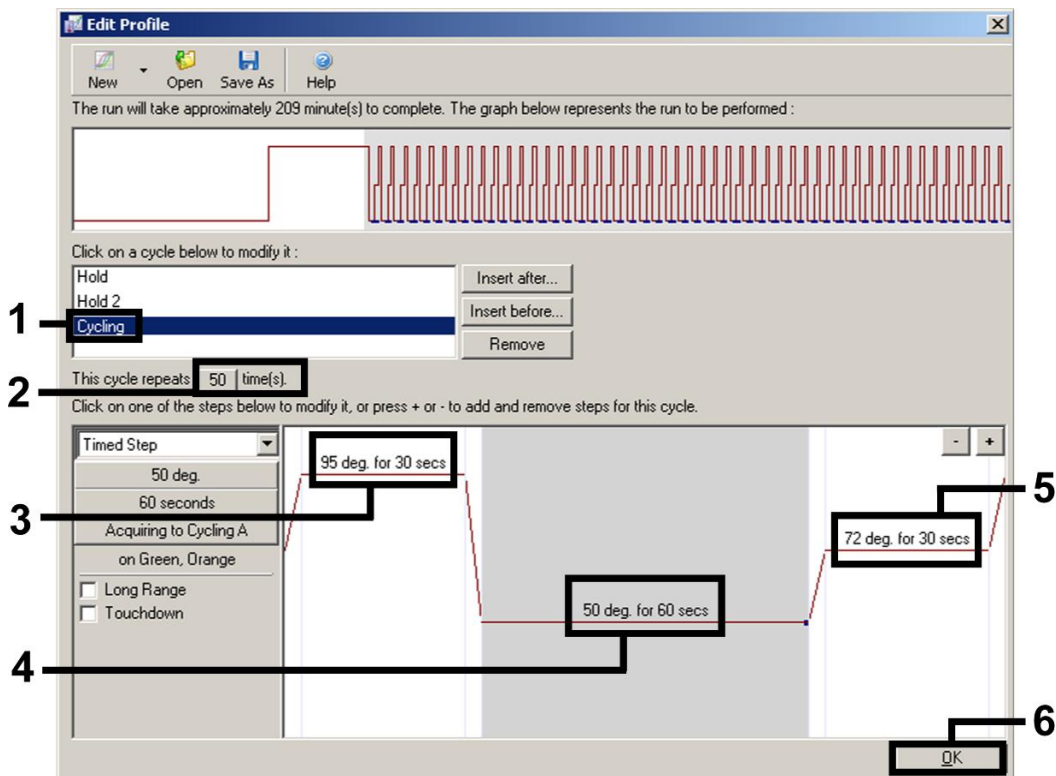 Edit Profile
New Open Save As Help
The run will take approximately 209 minute(s) to complete. The graph below represents the run to be performed :
Click on a cycle below to modify it :
Hold
Insert after...
Hold 2
Insert before...
1
Cycling
Remove
2
This cycle repeats 50 time(s).
Click on one of the steps below to modify it, or press + or - to add and remove steps for this cycle.
Timed Step
- +
50 deg.
60 seconds
Acquiring to Cycling A
on Green, Orange
Long Range
Touchdown
95 deg. for 30 secs
3
50 deg. for 60 secs
4
72 deg. for 30 secs
5
6
OK